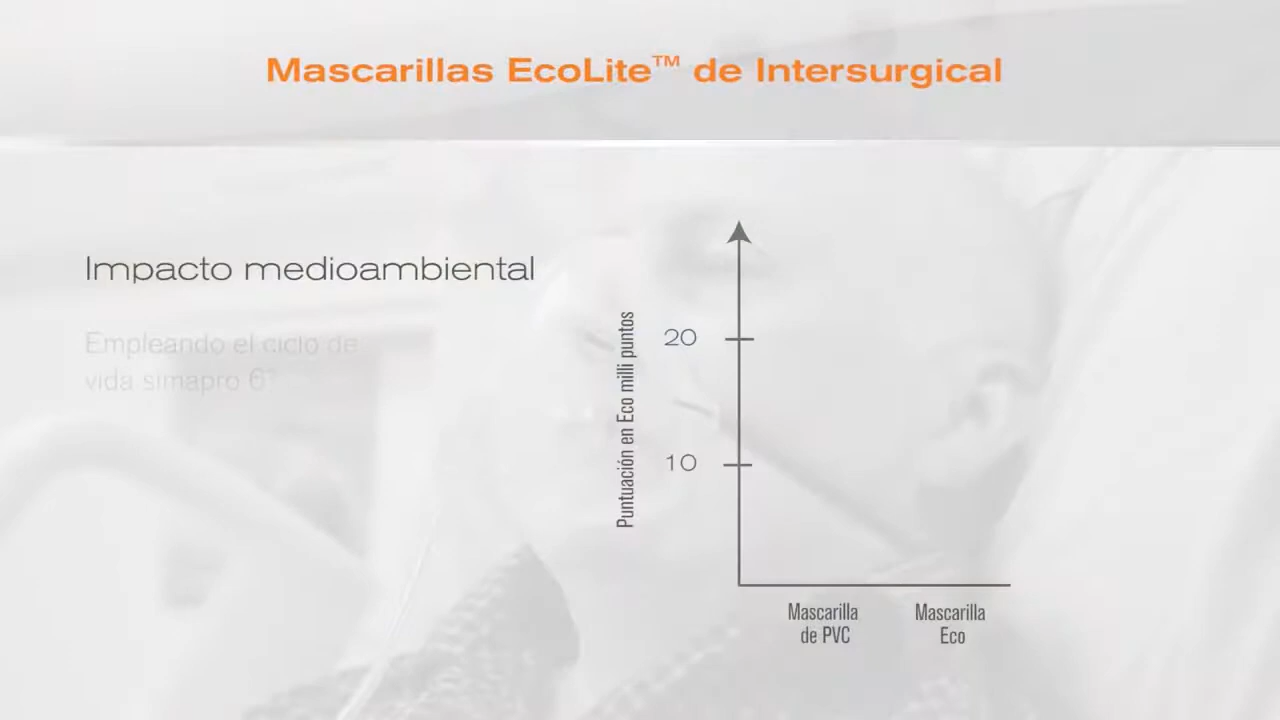 Mascarillas EcoLite™ de Intersurgical
Impacto medioambiental
Empleando el ciclo de
vida simapro 6
Puntuación en Eco milli puntos
20
10
Mascarilla
de PVC
Mascarilla
Eco